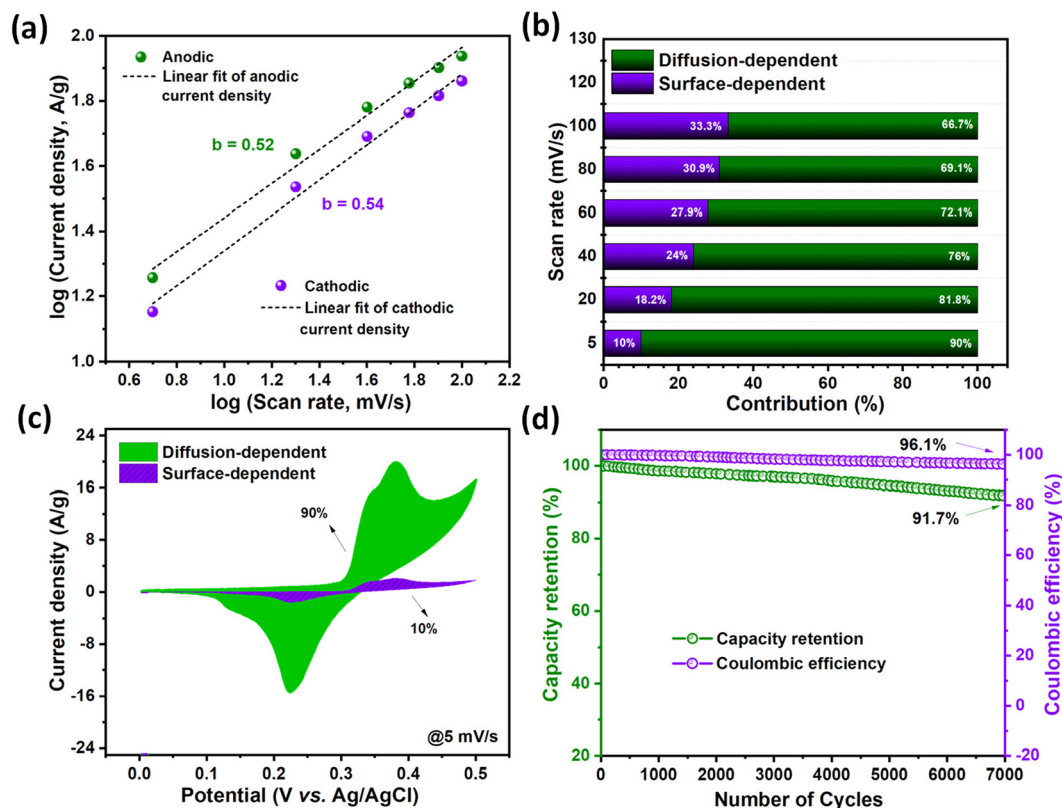 (a)
2.0
1.8
1.6
1.4
1.2
1.0
log (Current density, A/g)
Anodic
Linear fit of anodic
current density
b = 0.52
b = 0.54
Cathodic
Linear fit of cathodic
current density
0.6 0.8 1.0 1.2 1.4 1.6 1.8 2.0 2.2
log (Scan rate, mV/s)
(b)
Scan rate (mV/s)
130
120
100
80
60
40
20
5
Diffusion-dependent
Surface-dependent
33.3% 66.7%
30.9% 69.1%
27.9% 72.1%
24% 76%
18.2% 81.8%
10% 90%
0 20 40 60 80 100
Contribution (%)
(c)
24
16
8
0
-8
-16
-24
Current density (A/g)
Diffusion-dependent
Surface-dependent
90%
10%
@5 mV/s
0.0 0.1 0.2 0.3 0.4 0.5
Potential (V vs. Ag/AgCl)
(d)
Capacity retention (%)
100
80
60
40
20
96.1%
91.7%
Capacity retention
Coulombic efficiency
100
80
60
40
20
0
-20
Coulombic efficiency (%)
0 1000 2000 3000 4000 5000 6000 7000
Number of Cycles